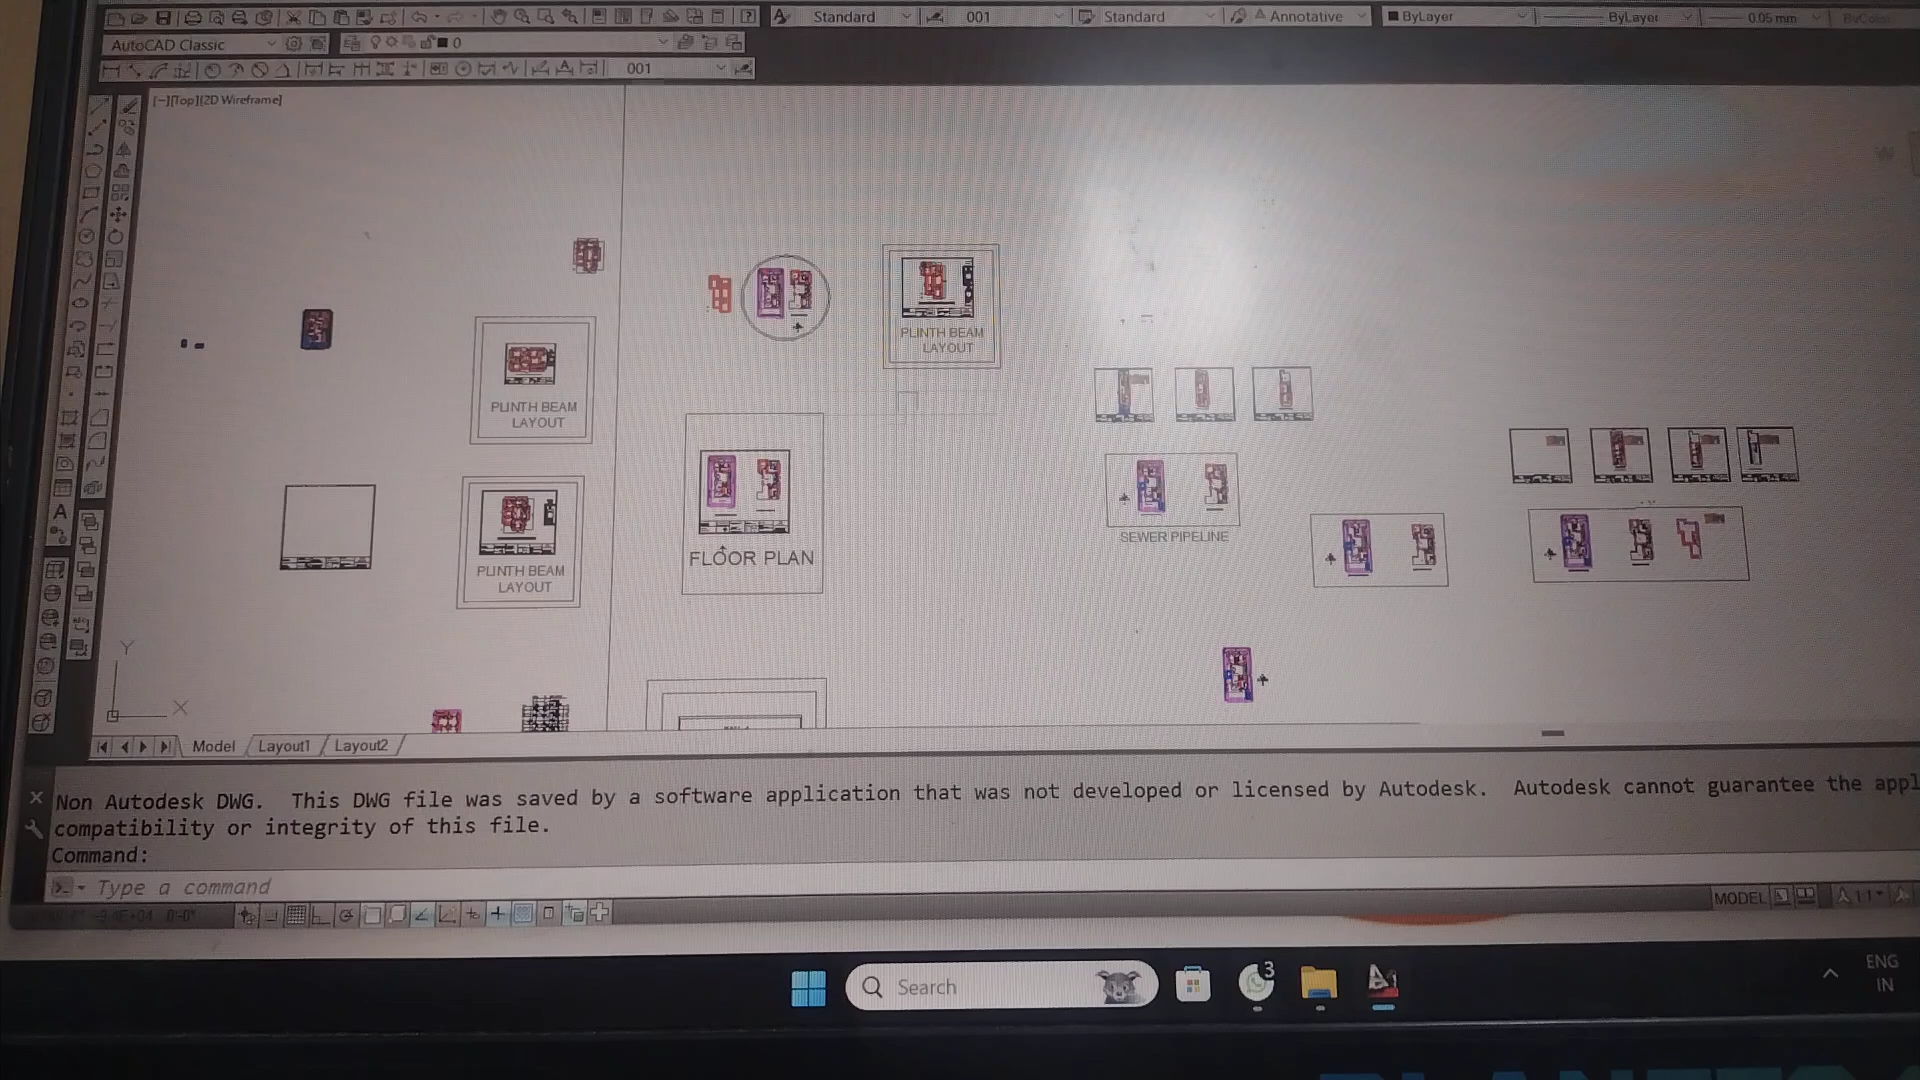 Standard
001
Standard
Annotative
ByLayer
ByLayer
0.05 mm
ByColor
AutoCAD Classic
0
001
[−][Top][2D Wireframe]
W
PLINTH BEAM
LAYOUT
PLINTH BEAM
LAYOUT
PLINTH BEAM
LAYOUT
FLOOR PLAN
SEWER PIPELINE
Y
X
Model
Layout1
Layout2
Non Autodesk DWG. This DWG file was saved by a software application that was not developed or licensed by Autodesk. Autodesk cannot guarantee the appl
compatibility or integrity of this file.
Command:
Type a command
MODEL
Search
3
ENG
IN